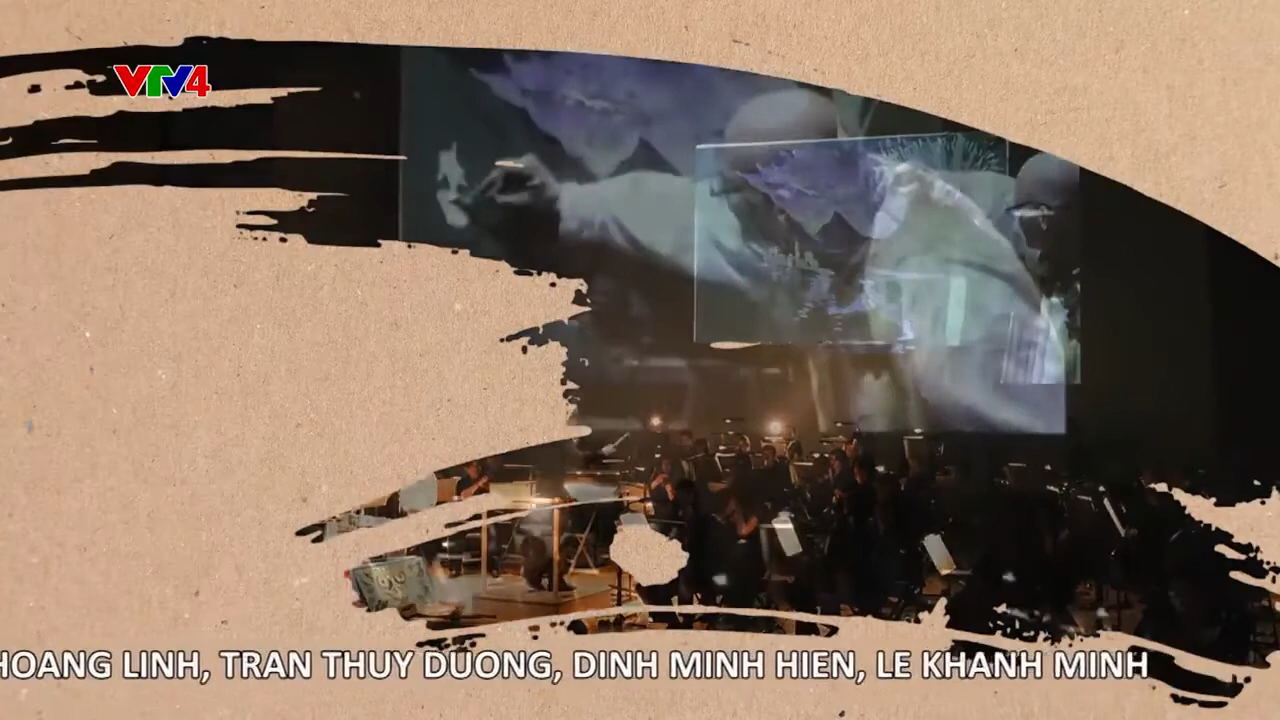 VTV4
HOANG LINH, TRAN THUY DUONG, DINH MINH HIEN, LE KHANH MINH